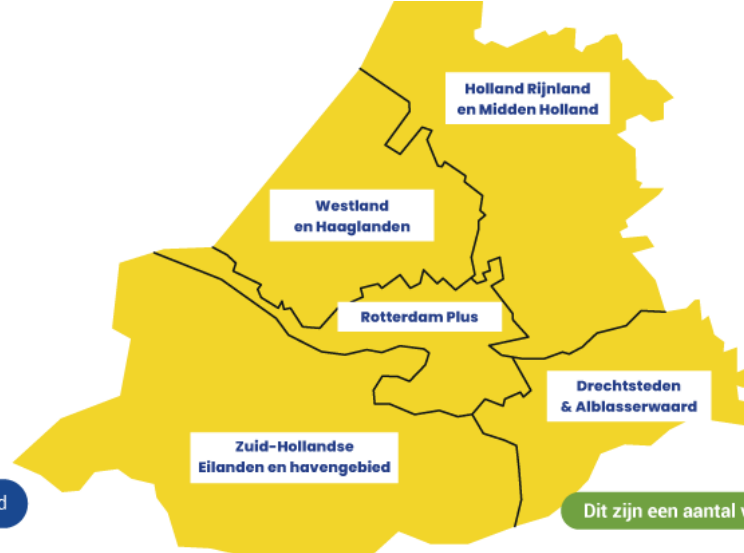 Holland Rijnland
en Midden Holland
Westland
en Haaglanden
Rotterdam Plus
Drechtsteden
& Alblasserwaard
Zuid-Hollandse
Eilanden en havengebied
Dit zijn een aantal